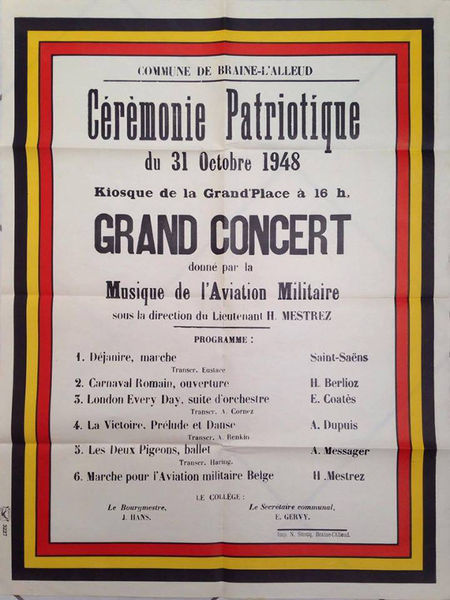 COMMUNE DE BRAINE-L'ALLEUD
Cérèmonie Patriotique
du 31 Octobre 1948
Kiosque de la Grand'Place à 16 h.
GRAND CONCERT
donné par la
Musique de l'Aviation Militaire
sous la direction du Lieutenant H. MESTREZ
PROGRAMME :
1. Déjanire, marche Saint-Saëns
Transcr. Eustace
2. Carnaval Romain, ouverture H. Berlioz
3. London Every Day, suite d'orchestre E. Coatès
Transcr. A. Cornez
4. La Victoire, Prélude et Danse A. Dupuis
Transcr. A. Renkin
5. Les Deux Pigeons, ballet A. Messager
Transcr. Haring.
6. Marche pour l'Aviation militaire Belge H. Mestrez
LE COLLÈGE :
Le Bourgmestre, Le Secrétaire communal,
J. HANS. E. GERVY.
Imp. N. Braine-l'Alleud.
3227